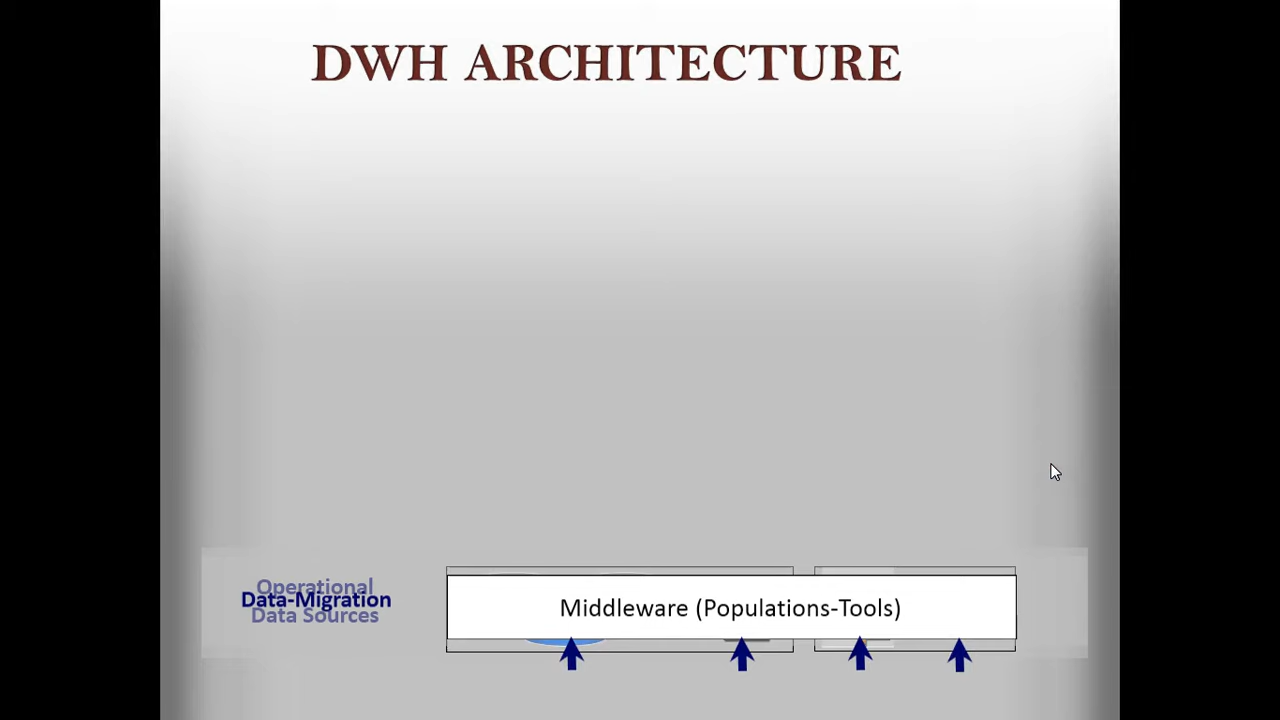 DWH ARCHITECTURE
Operational
Data-Migration
Data Sources
Middleware (Populations-Tools)